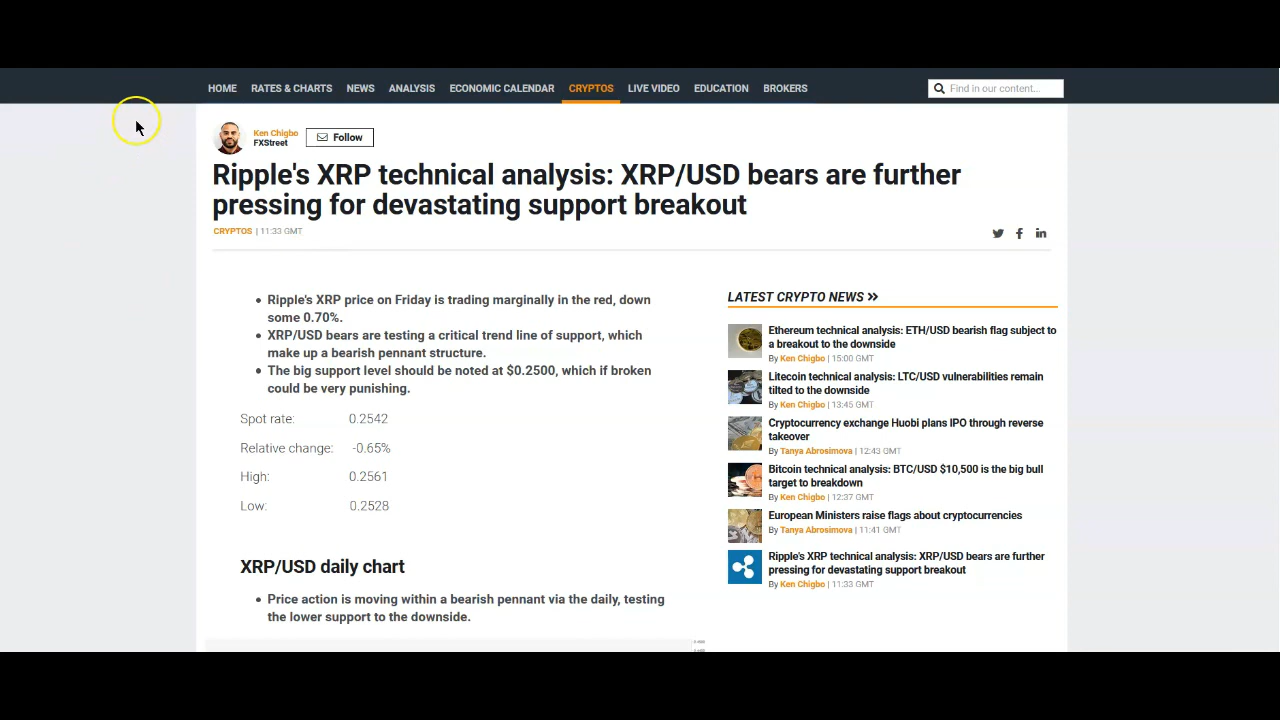 HOME RATES & CHARTS NEWS ANALYSIS ECONOMIC CALENDAR CRYPTOS LIVE VIDEO EDUCATION BROKERS Find in our content...
Ken Chigbo
FXStreet
Follow
Ripple's XRP technical analysis: XRP/USD bears are further
pressing for devastating support breakout
CRYPTOS | 11:33 GMT
Ripple's XRP price on Friday is trading marginally in the red, down
some 0.70%.
XRP/USD bears are testing a critical trend line of support, which
make up a bearish pennant structure.
The big support level should be noted at $0.2500, which if broken
could be very punishing.
Spot rate: 0.2542
Relative change: -0.65%
High: 0.2561
Low: 0.2528
XRP/USD daily chart
Price action is moving within a bearish pennant via the daily, testing
the lower support to the downside.
LATEST CRYPTO NEWS
Ethereum technical analysis: ETH/USD bearish flag subject to
a breakout to the downside
By Ken Chigbo | 15:00 GMT
Litecoin technical analysis: LTC/USD vulnerabilities remain
tilted to the downside
By Ken Chigbo | 13:45 GMT
Cryptocurrency exchange Huobi plans IPO through reverse
takeover
By Tanya Abrosimova | 12:43 GMT
Bitcoin technical analysis: BTC/USD $10,500 is the big bull
target to breakdown
By Ken Chigbo | 12:37 GMT
European Ministers raise flags about cryptocurrencies
By Tanya Abrosimova | 11:41 GMT
Ripple's XRP technical analysis: XRP/USD bears are further
pressing for devastating support breakout
By Ken Chigbo | 11:33 GMT